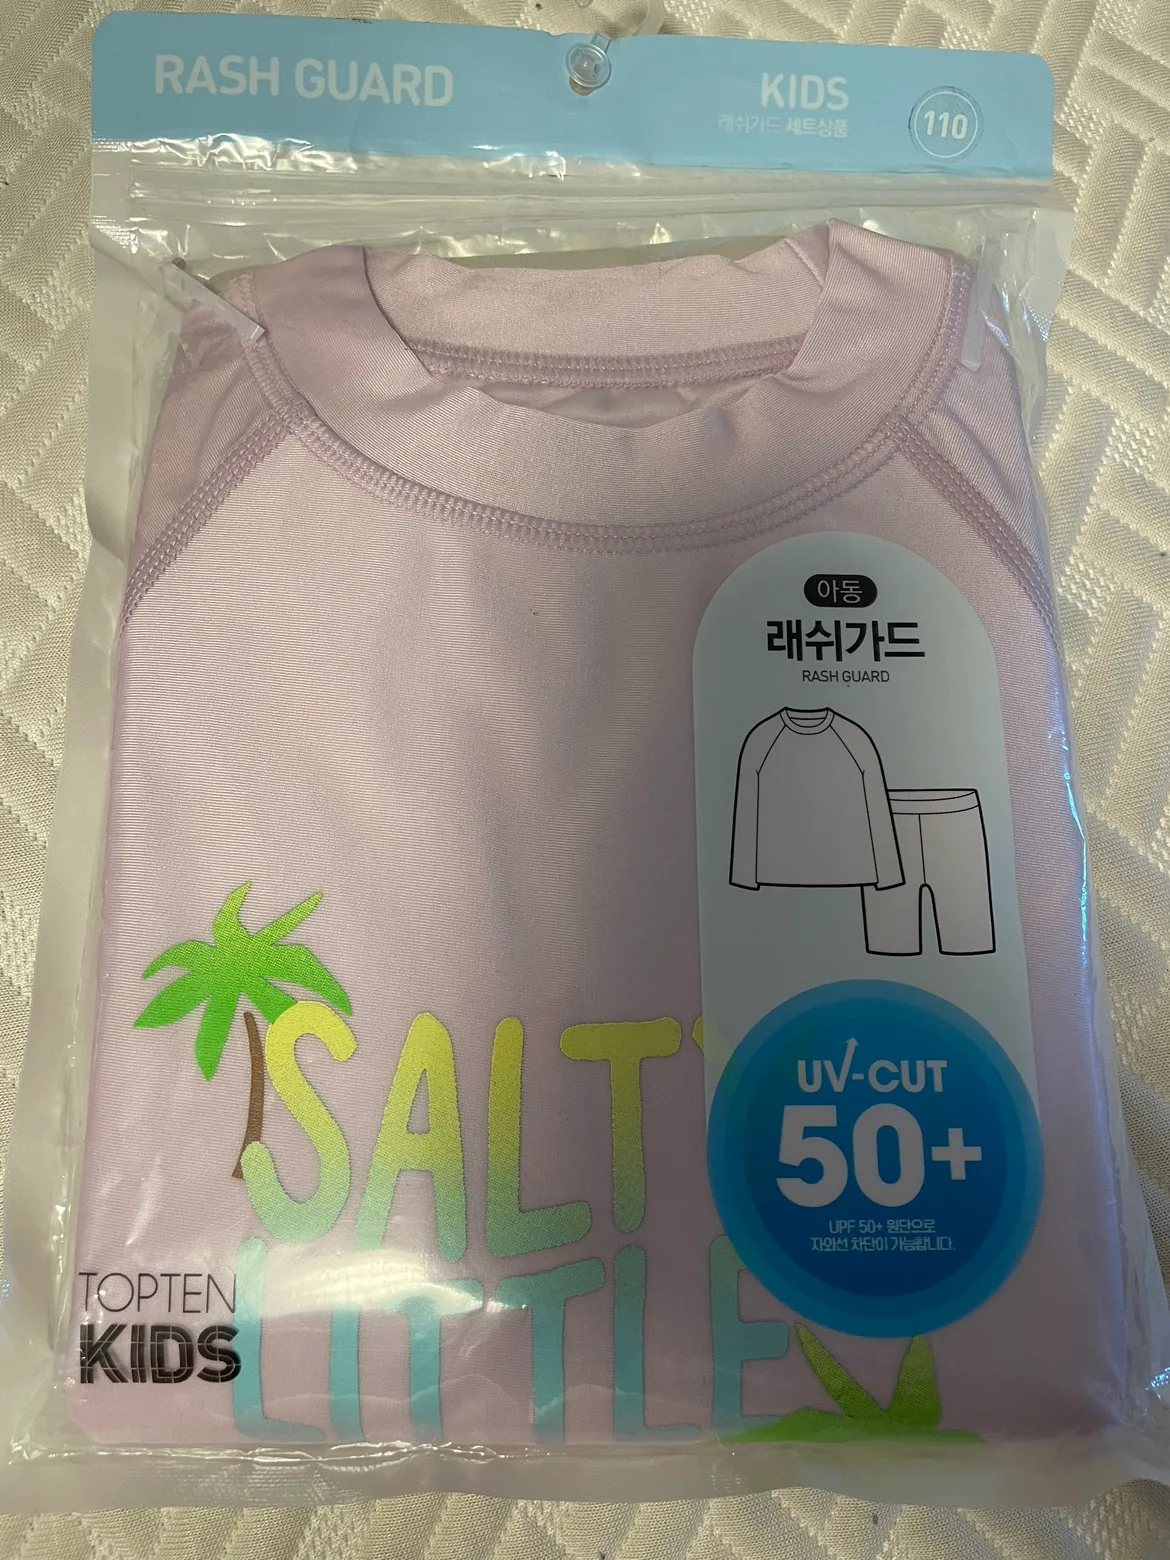 RASH GUARD
KIDS
래쉬가드 세트상품
110
아동
래쉬가드
RASH GUARD
SALTY
LITTLE
UV-CUT
50+
UPF 50+ 원단으로
자외선 차단이 가능합니다.
TOPTEN
KIDS